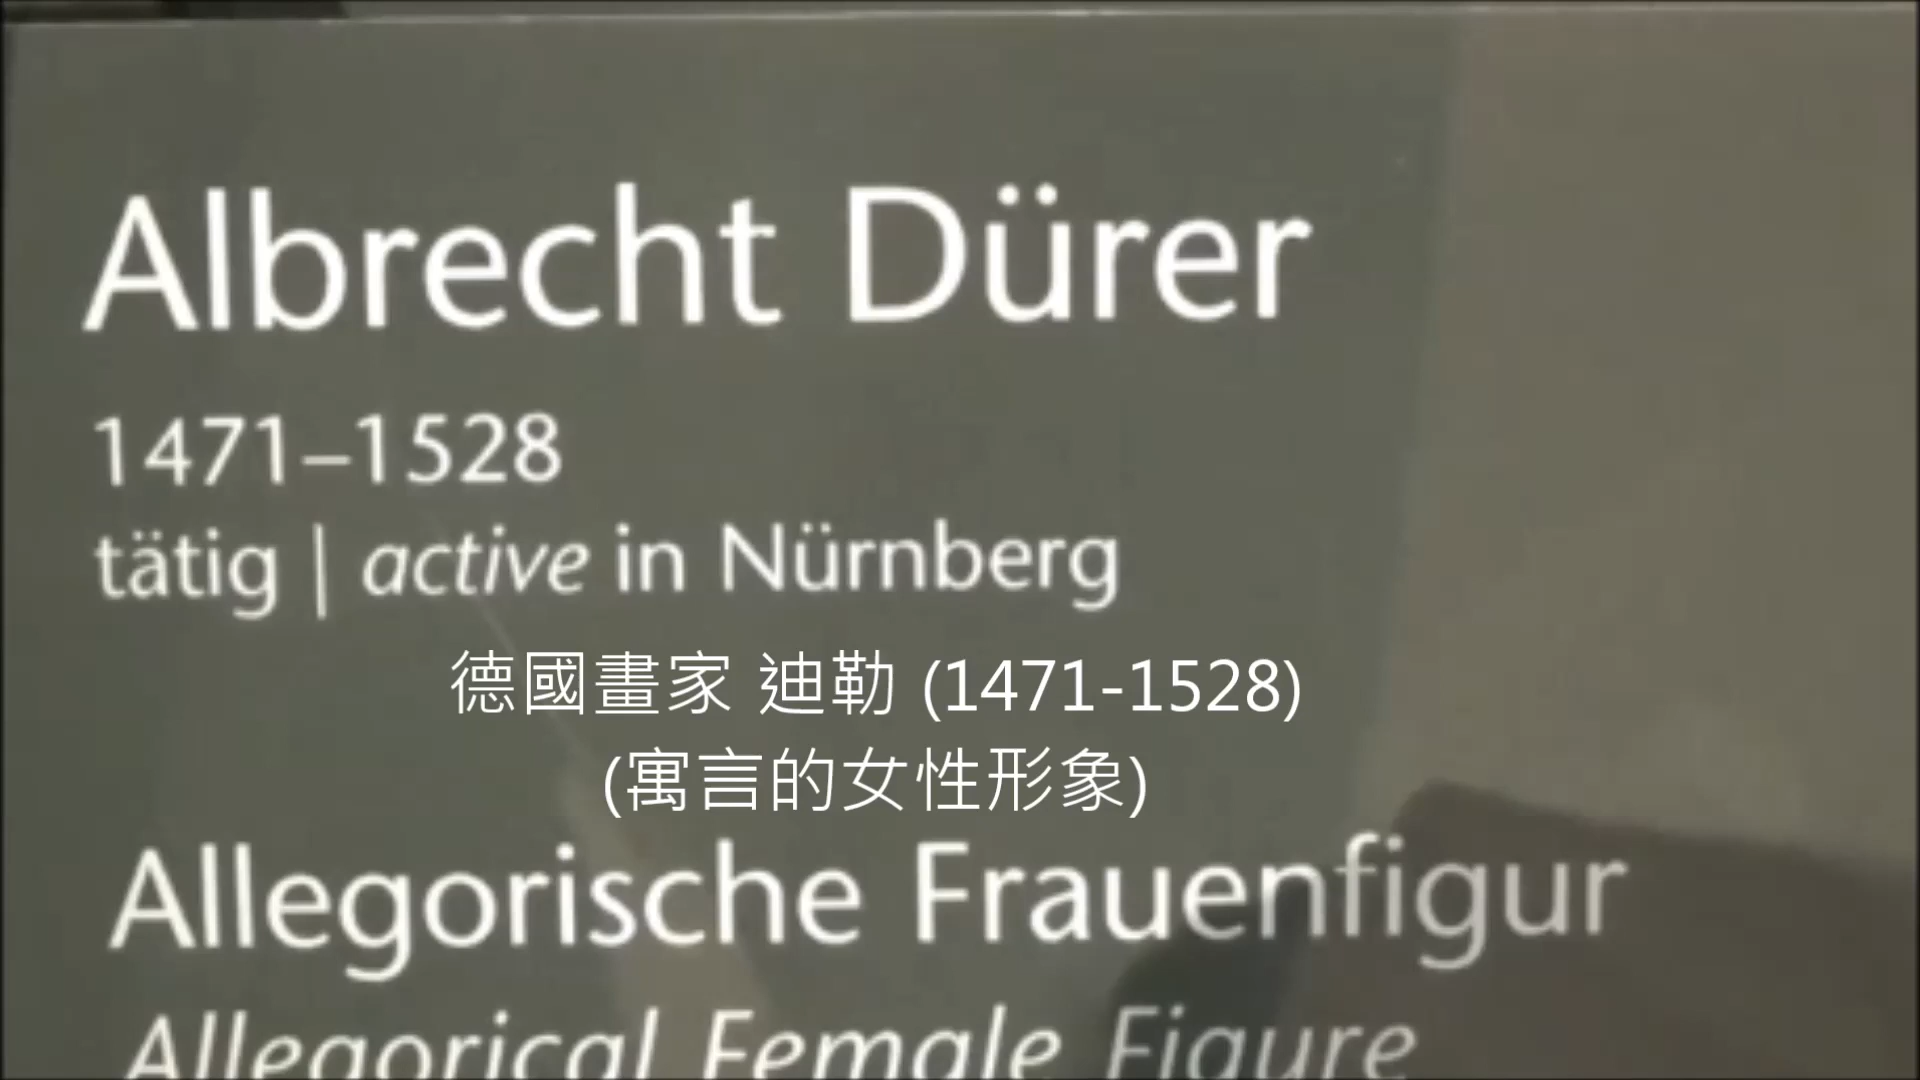 Albrecht Dürer
1471–1528
tätig | active in Nürnberg
德國畫家 迪勒 (1471-1528)
(寓言的女性形象)
Allegorische Frauenfigur
Allegorical Female Figure